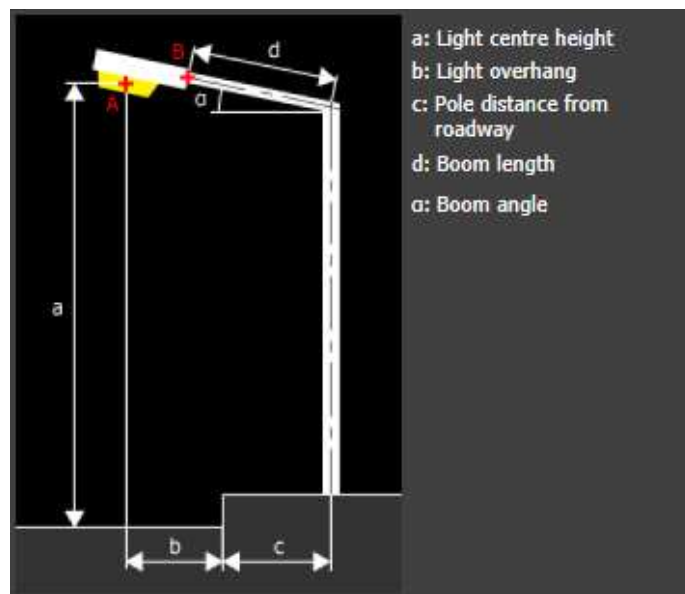 B
d
a: Light centre height
b: Light overhang
c: Pole distance from
roadway
d: Boom length
α: Boom angle
α
A
a
b
c